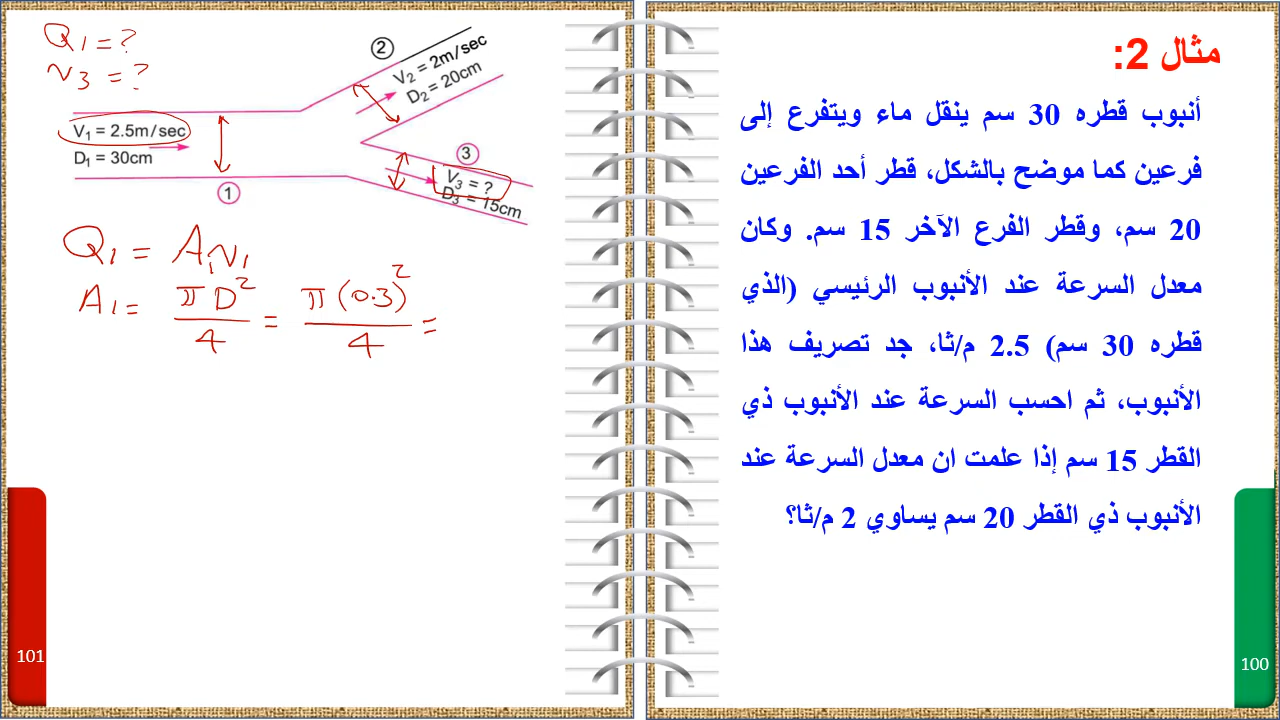 مثال 2:
أنبوب قطره 30 سم ينقل ماء ويتفرع إلى
فرعين كما موضح بالشكل، قطر أحد الفرعين
20 سم، وقطر الفرع الآخر 15 سم. وكان
معدل السرعة عند الأنبوب الرئيسي (الذي
قطره 30 سم) 2.5 م/ثا، جد تصريف هذا
الأنبوب، ثم احسب السرعة عند الأنبوب ذي
القطر 15 سم إذا علمت ان معدل السرعة عند
الأنبوب ذي القطر 20 سم يساوي 2 م/ثا؟
100
Q1 = ?
v3 = ?
②
V₂ = 2m/sec
D₂ = 20cm
V₁ = 2.5m/sec
D₁ = 30cm
①
③
V₃ = ?
D₃ = 15cm
Q1 = A1v1
A1 = πD²/4 = π(0.3)²/4 =
101